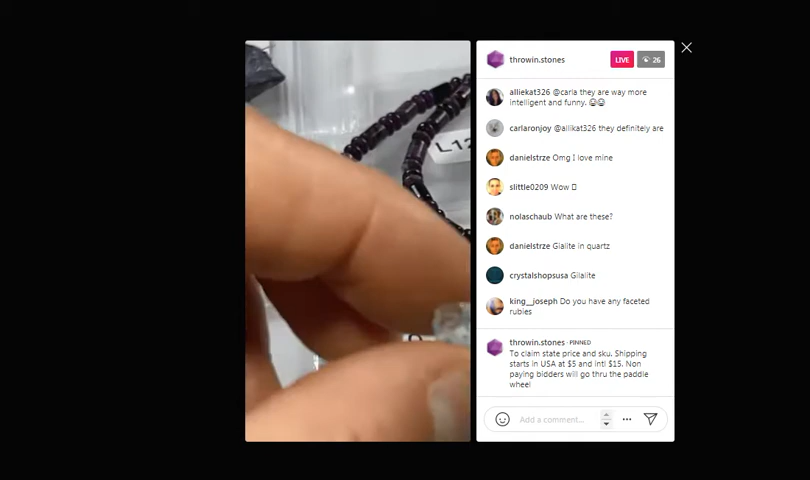 throwin.stones
LIVE
26
alliekat326 @carla they are way more
intelligent and funny. 😂😂
carlaronjoy @allikat326 they definitely are
danielstrze Omg I love mine
slittle0209 Wow
nolaschaub What are these?
danielstrze Glalite in quartz
crystalshopsusa Gilalite
king__joseph Do you have any faceted
rubies
throwin.stones · PINNED
To claim state price and sku. Shipping
starts in USA at $5 and intl $15. Non
paying bidders will go thru the paddle
wheel
Add a comment...